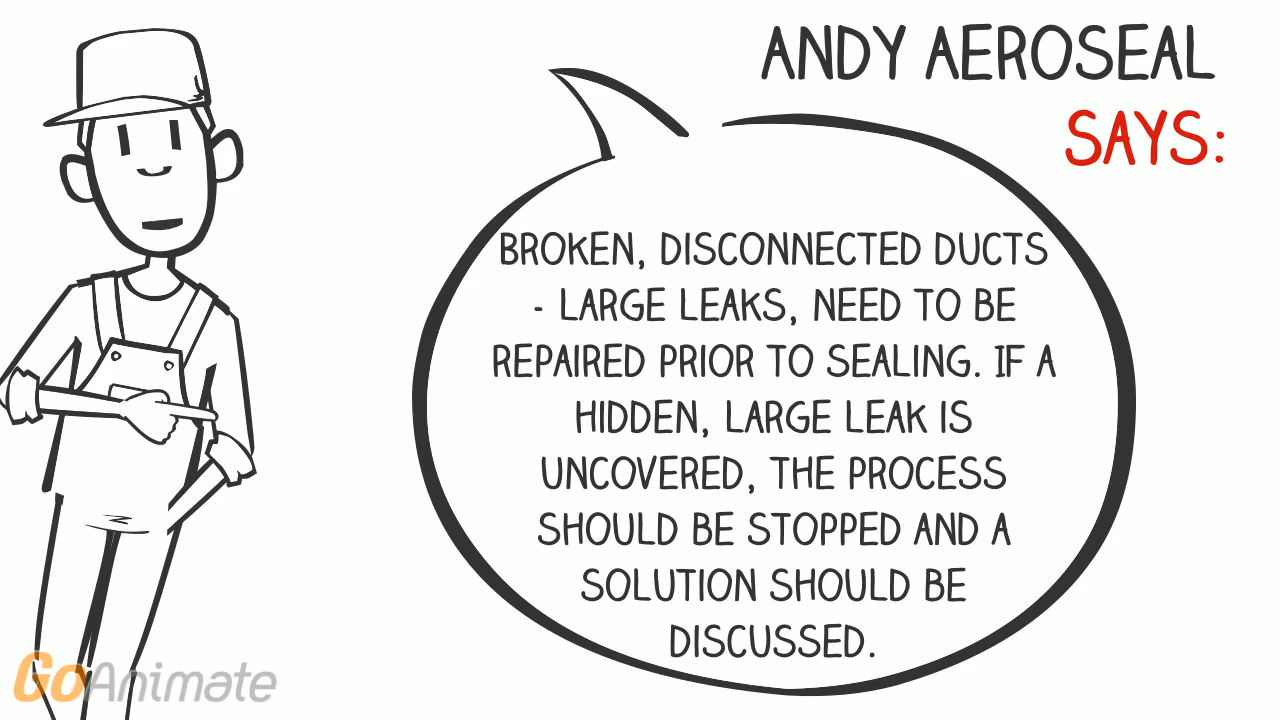 ANDY AEROSEAL
SAYS:
BROKEN, DISCONNECTED DUCTS
- LARGE LEAKS, NEED TO BE
REPAIRED PRIOR TO SEALING. IF A
HIDDEN, LARGE LEAK IS
UNCOVERED, THE PROCESS
SHOULD BE STOPPED AND A
SOLUTION SHOULD BE
DISCUSSED.
GoAnimate